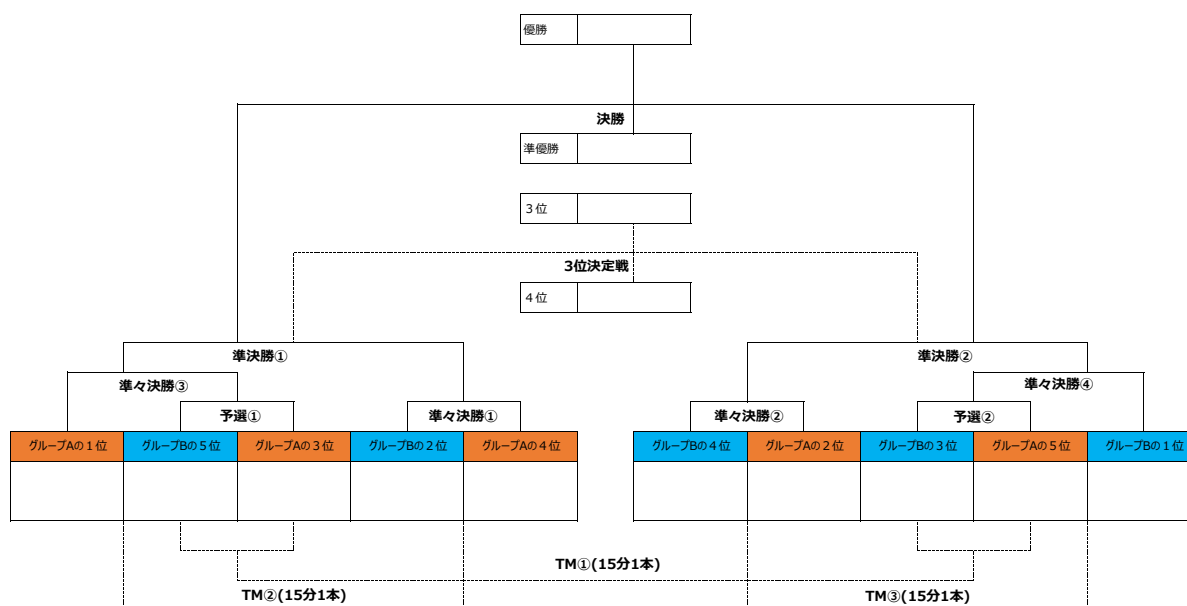 優勝
決勝
準優勝
３位
3位決定戦
４位
準決勝①
準決勝②
準々決勝③
準々決勝④
予選①
準々決勝①
準々決勝②
予選②
グループAの１位
グループBの５位
グループAの３位
グループBの２位
グループAの４位
グループBの４位
グループAの２位
グループBの３位
グループAの５位
グループBの１位
TM①(15分1本)
TM②(15分1本)
TM③(15分1本)